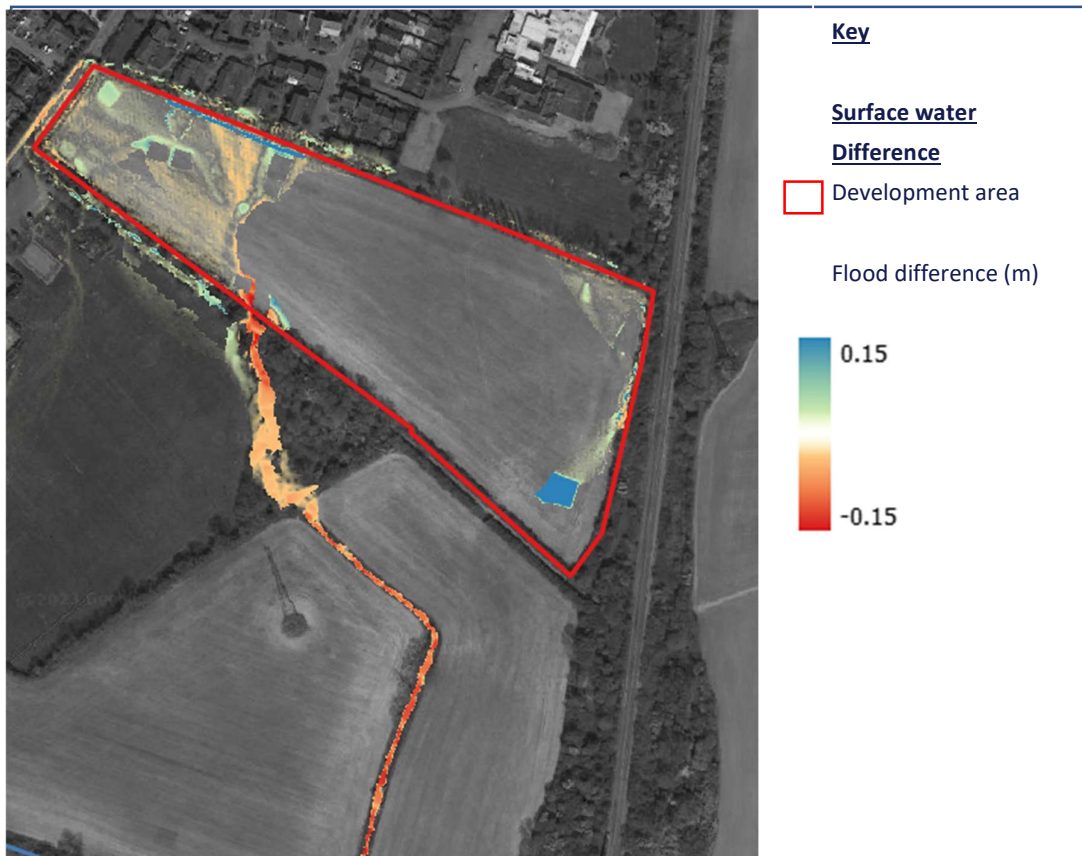 Key
Surface water
Difference
Development area
Flood difference (m)
0.15
-0.15